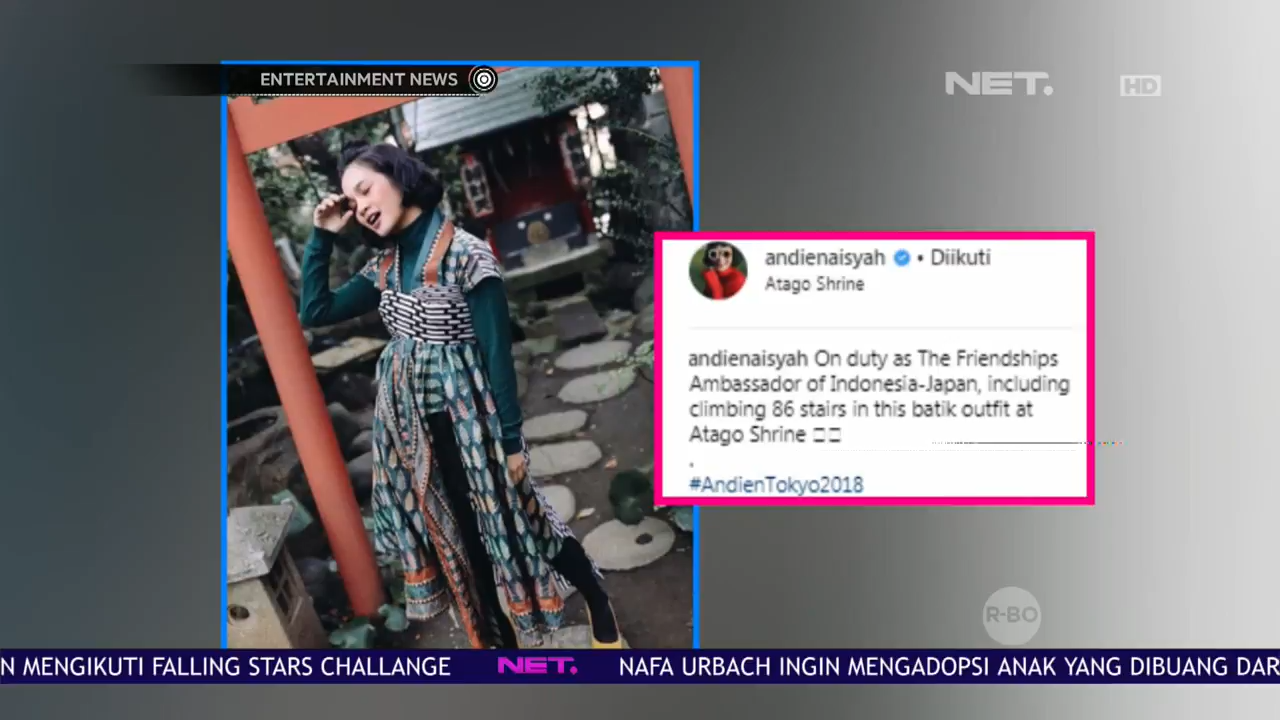 ENTERTAINMENT NEWS
NET.
HD
andienaisyah • Diikuti
Atago Shrine
andienaisyah On duty as The Friendships
Ambassador of Indonesia-Japan, including
climbing 86 stairs in this batik outfit at
Atago Shrine
.
#AndienTokyo2018
R-BO
N MENGIKUTI FALLING STARS CHALLANGE NET. NAFA URBACH INGIN MENGADOPSI ANAK YANG DIBUANG DAR